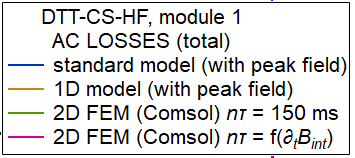 DTT-CS-HF, module 1
AC LOSSES (total)
standard model (with peak field)
1D model (with peak field)
2D FEM (Comsol) nτ = 150 ms
2D FEM (Comsol) nτ = f(∂tBint)